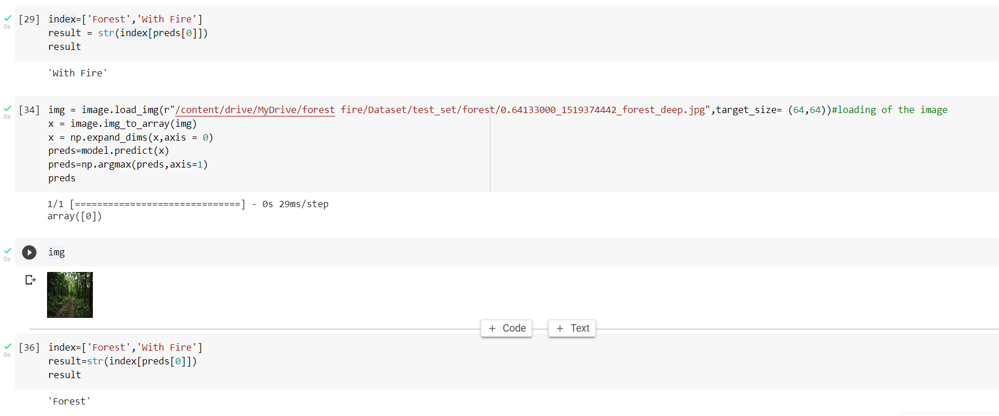 [29] index=['Forest','With Fire']
0s
result = str(index[preds[0]])
result
'With Fire'
[34] img = image.load_img(r"/content/drive/MyDrive/forest fire/Dataset/test_set/forest/0.64133000_1519374442_forest_deep.jpg",target_size= (64,64))#loading of the image
0s
x = image.img_to_array(img)
x = np.expand_dims(x,axis = 0)
preds=model.predict(x)
preds=np.argmax(preds,axis=1)
preds
1/1 [==============================] - 0s 29ms/step
array([0])
img
0s
+ Code + Text
[36] index=['Forest','With Fire']
0s
result=str(index[preds[0]])
result
'Forest'